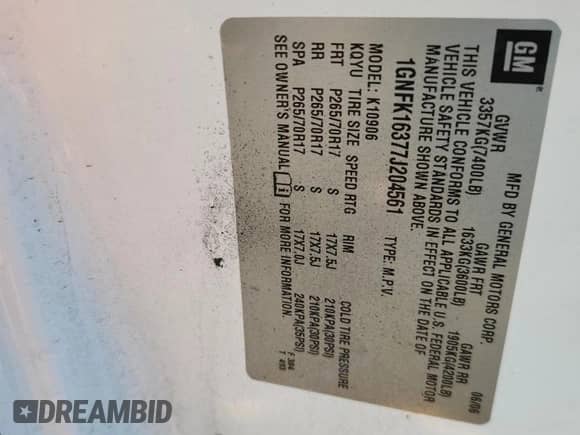 GM
MFD BY GENERAL MOTORS CORP. 06/06
GVWR GAWR FRT GAWR RR
3357KG(7400LB) 1633KG(3600LB) 1905KG(4200LB)
THIS VEHICLE CONFORMS TO ALL APPLICABLE U.S. FEDERAL MOTOR
VEHICLE SAFETY STANDARDS IN EFFECT ON THE DATE OF
MANUFACTURE SHOWN ABOVE.
1GNFK16377J204561 TYPE: M.P.V.
MODEL: K10906
KQYU TIRE SIZE SPEED RTG RIM COLD TIRE PRESSURE
FRT P265/70R17 S 17X7.5J 210KPA(30PSI)
RR P265/70R17 S 17X7.5J 210KPA(30PSI)
SPA P265/70R17 S 17X7.0J 240KPA(35PSI)
SEE OWNER'S MANUAL FOR MORE INFORMATION.
DREAMBID